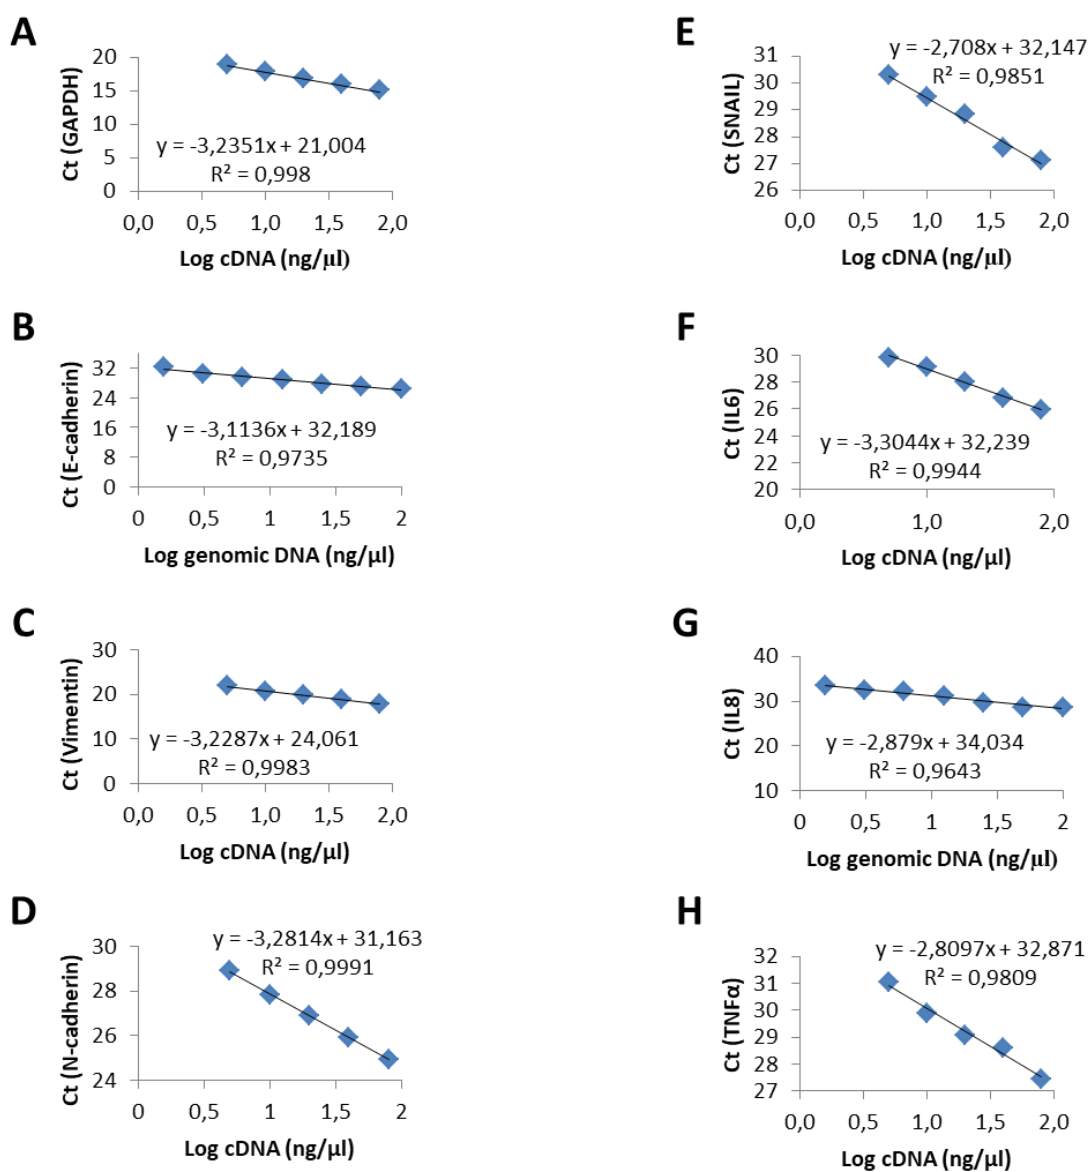 A
Ct (GAPDH)
20
15
10
5
0
y = -3,2351x + 21,004
R² = 0,998
0,0 0,5 1,0 1,5 2,0
Log cDNA (ng/µl)
B
Ct (E-cadherin)
32
24
16
8
0
y = -3,1136x + 32,189
R² = 0,9735
0 0,5 1 1,5 2
Log genomic DNA (ng/µl)
C
Ct (Vimentin)
30
20
10
0
y = -3,2287x + 24,061
R² = 0,9983
0,0 0,5 1,0 1,5 2,0
Log cDNA (ng/µl)
D
Ct (N-cadherin)
30
28
26
24
y = -3,2814x + 31,163
R² = 0,9991
0 0,5 1 1,5 2
Log cDNA (ng/µl)
E
Ct (SNAIL)
31
30
29
28
27
26
y = -2,708x + 32,147
R² = 0,9851
0,0 0,5 1,0 1,5 2,0
Log cDNA (ng/µl)
F
Ct (IL6)
30
28
26
24
22
20
y = -3,3044x + 32,239
R² = 0,9944
0,0 1,0 2,0
Log cDNA (ng/µl)
G
Ct (IL8)
40
30
20
10
y = -2,879x + 34,034
R² = 0,9643
0 0,5 1 1,5 2
Log genomic DNA (ng/µl)
H
Ct (TNFα)
32
31
30
29
28
27
y = -2,8097x + 32,871
R² = 0,9809
0,0 0,5 1,0 1,5 2,0
Log cDNA (ng/µl)